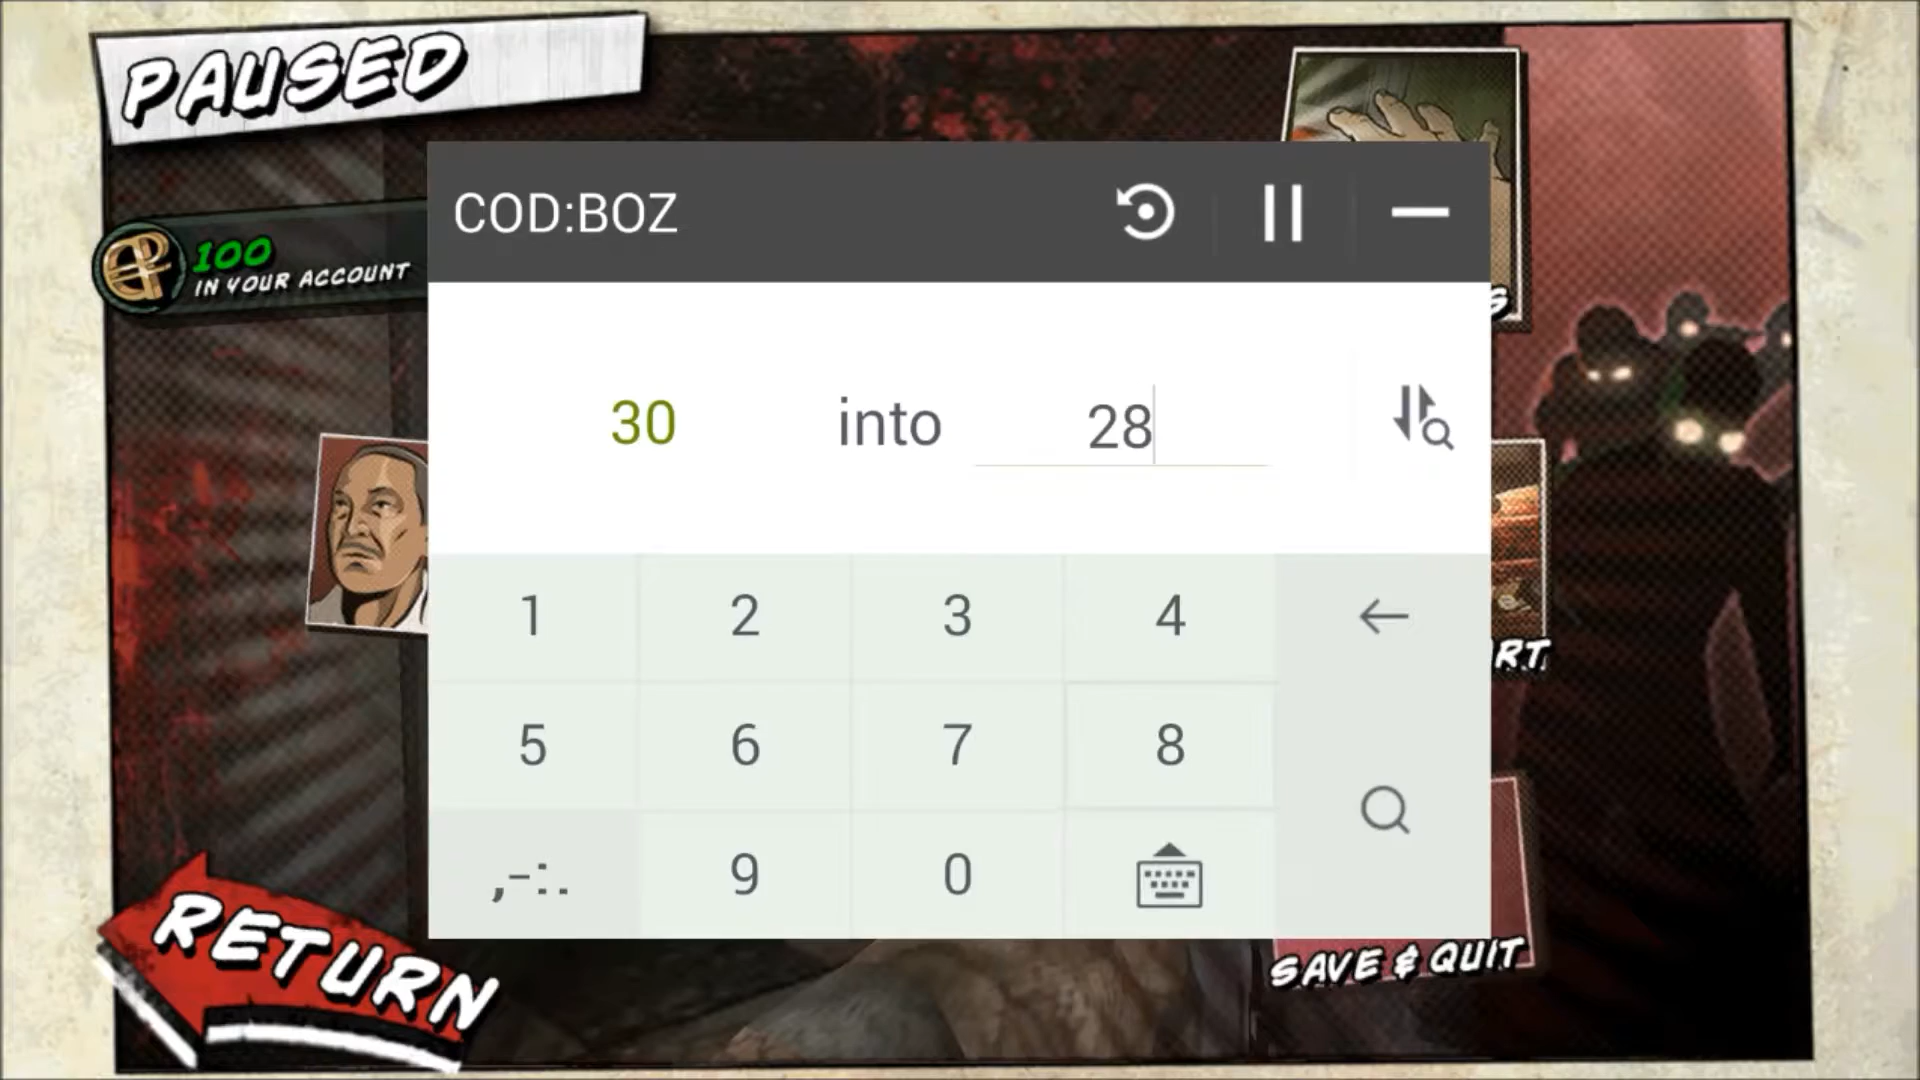 PAUSED
COD:BOZ
100
IN YOUR ACCOUNT
S
30 into 28
1 2 3 4
5 6 7 8
,-:. 9 0
RT
RETURN
SAVE & QUIT